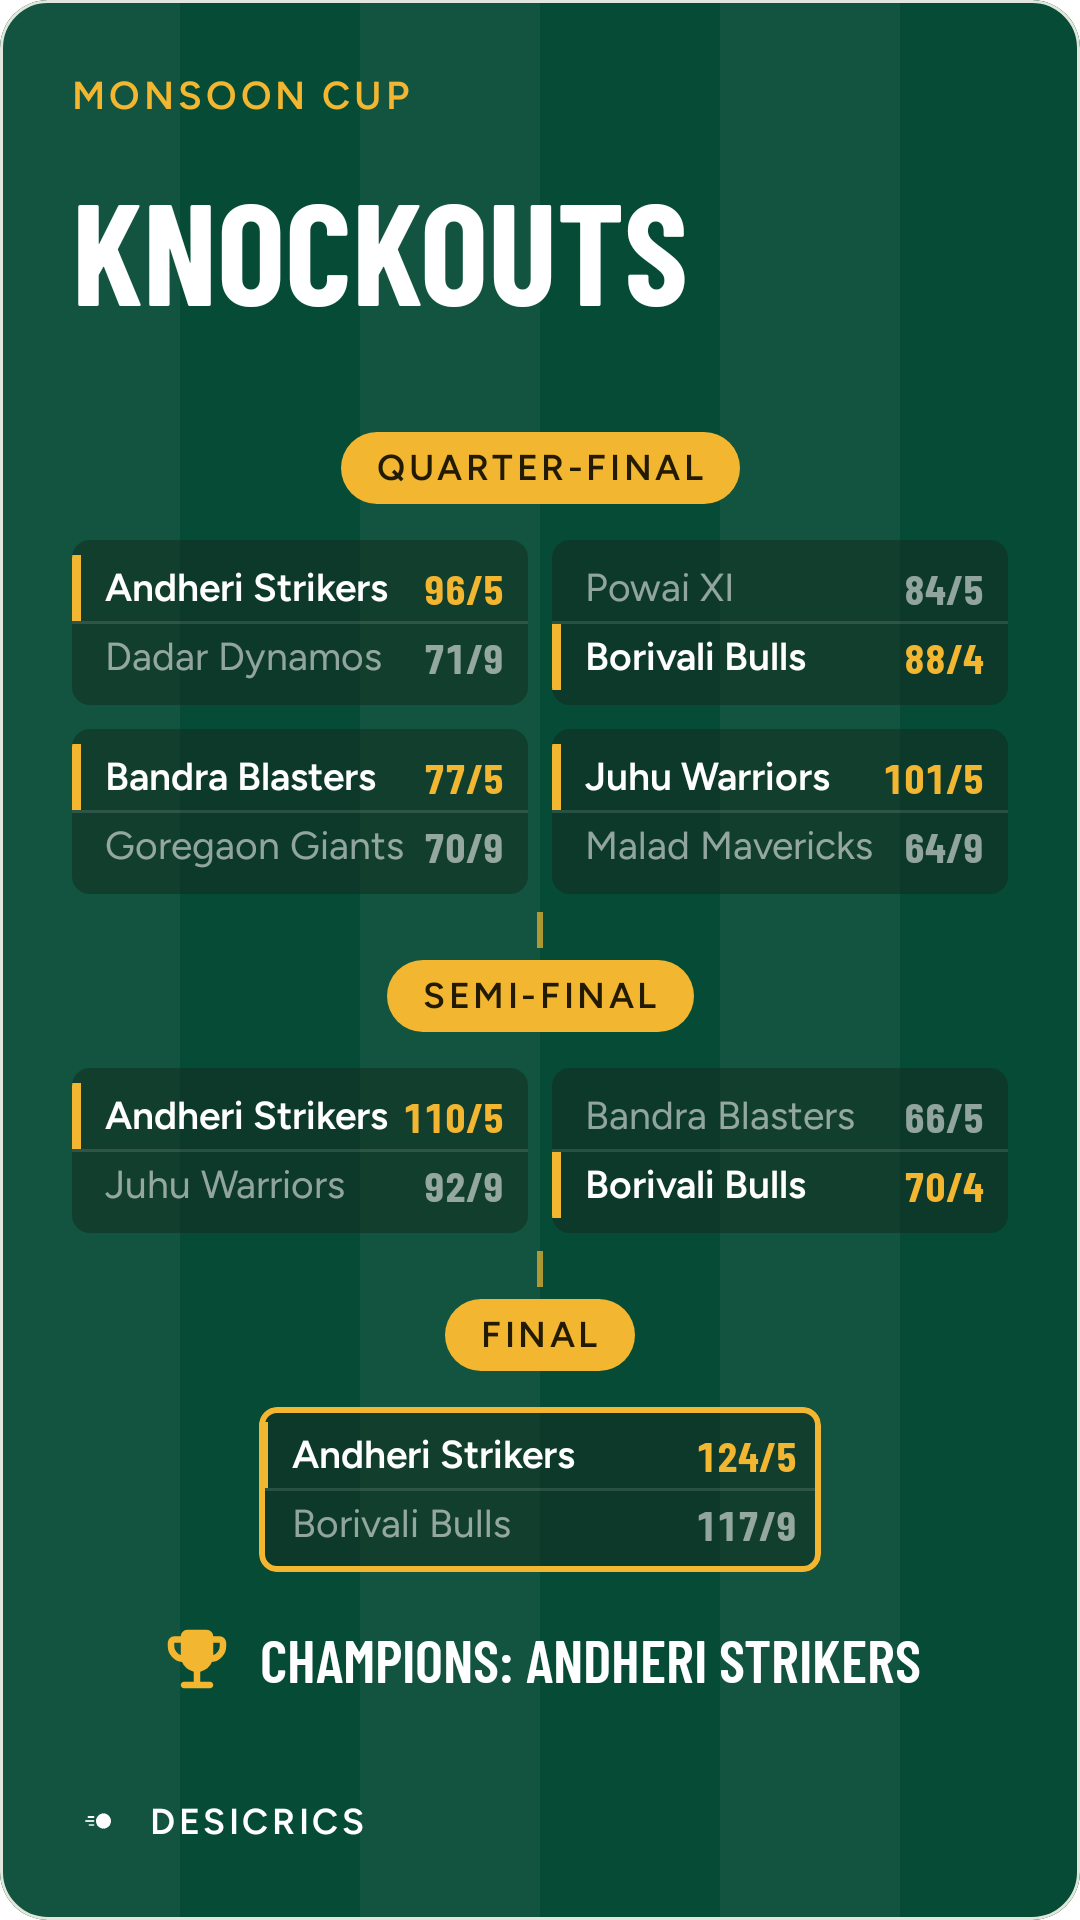 MONSOON CUP
KNOCKOUTS
QUARTER-FINAL
Andheri Strikers 96/5
Dadar Dynamos 71/9
Powai XI 84/5
Borivali Bulls 88/4
Bandra Blasters 77/5
Goregaon Giants 70/9
Juhu Warriors 101/5
Malad Mavericks 64/9
SEMI-FINAL
Andheri Strikers 110/5
Juhu Warriors 92/9
Bandra Blasters 66/5
Borivali Bulls 70/4
FINAL
Andheri Strikers 124/5
Borivali Bulls 117/9
CHAMPIONS: ANDHERI STRIKERS
DESICRICS